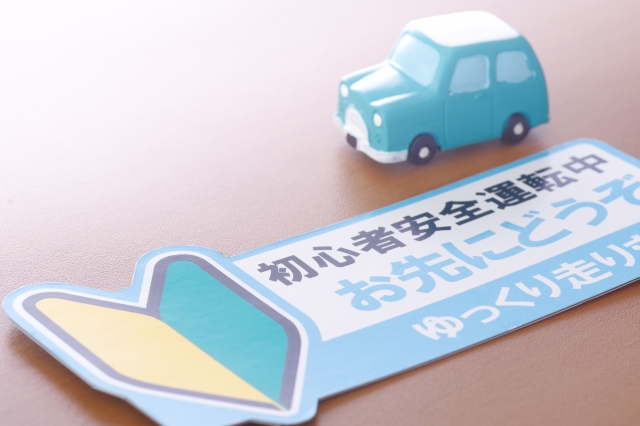 初心者安全運転中
お先にどうぞ
ゆっくり走りま